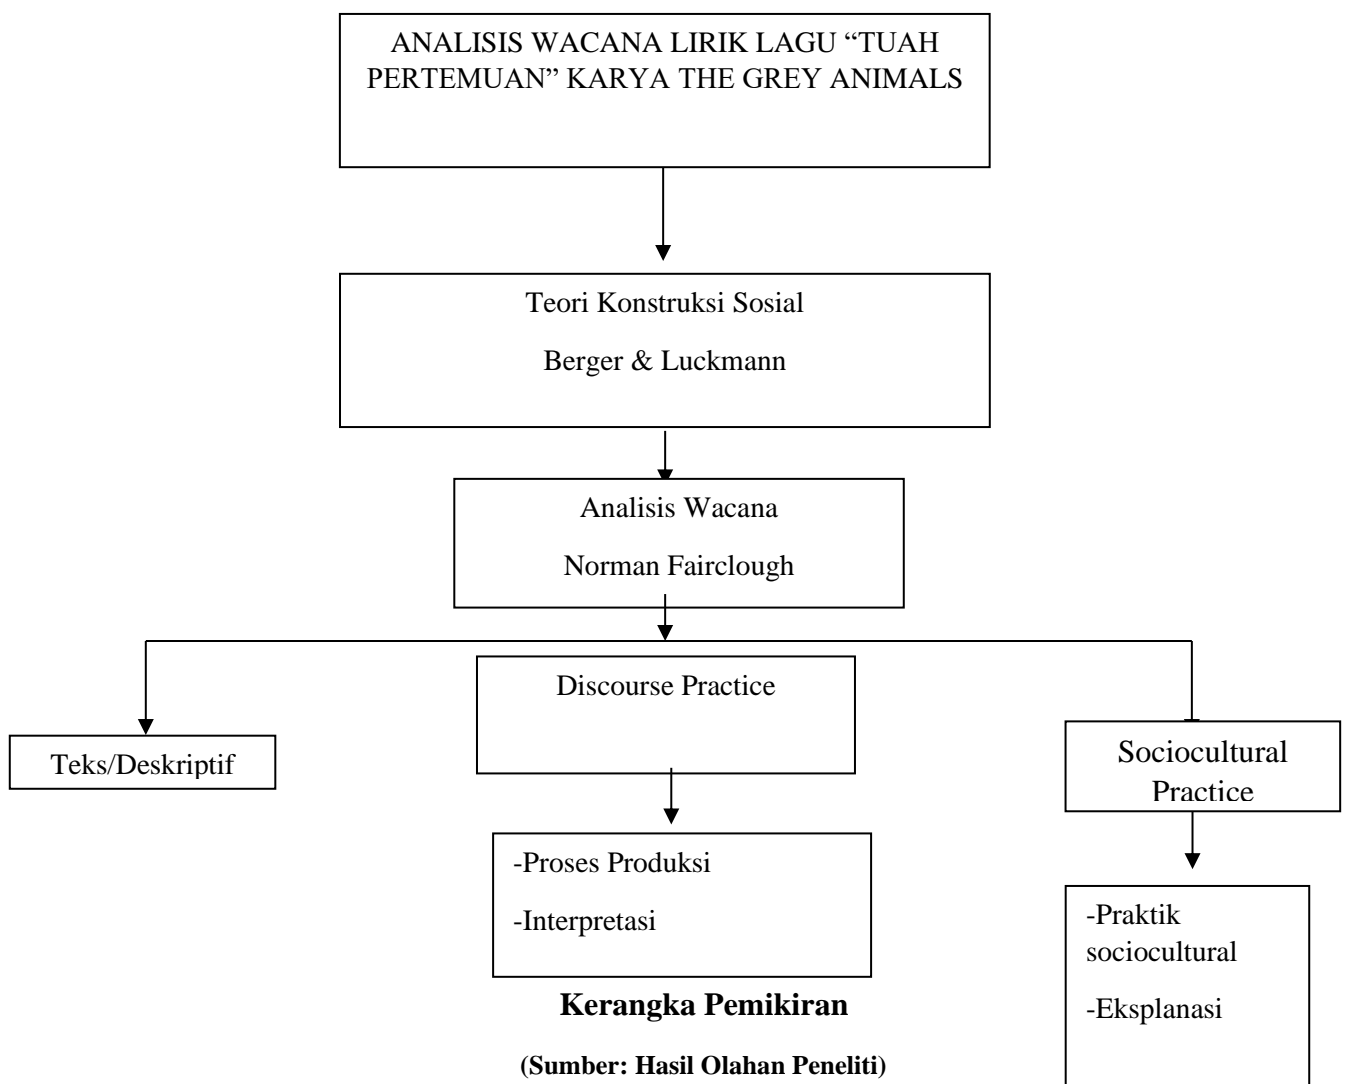 ANALISIS WACANA LIRIK LAGU “TUAH
PERTEMUAN” KARYA THE GREY ANIMALS
Teori Konstruksi Sosial
Berger & Luckmann
Analisis Wacana
Norman Fairclough
Discourse Practice
Teks/Deskriptif
Sociocultural
Practice
-Proses Produksi
-Interpretasi
-Praktik
sociocultural
-Eksplanasi
Kerangka Pemikiran
(Sumber: Hasil Olahan Peneliti)